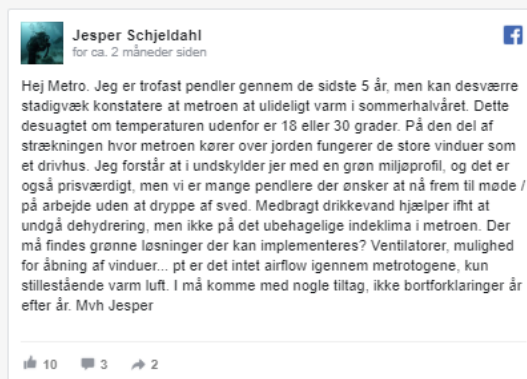 Jesper Schjeldahl
for ca. 2 måneder siden
Hej Metro. Jeg er trofast pendler gennem de sidste 5 år, men kan desværre
stadigvæk konstatere at metroen at ulideligt varm i sommerhalvåret. Dette
desuagtet om temperaturen udenfor er 18 eller 30 grader. På den del af
strækningen hvor metroen kører over jorden fungerer de store vinduer som
et drivhus. Jeg forstår at i undskylder jer med en grøn miljøprofil, og det er
også prisværdigt, men vi er mange pendlere der ønsker at nå frem til møde /
på arbejde uden at dryppe af sved. Medbragt drikkevand hjælper ifht at
undgå dehydrering, men ikke på det ubehagelige indeklima i metroen. Der
må findes grønne løsninger der kan implementeres? Ventilatorer, mulighed
for åbning af vinduer... pt er det intet airflow igennem metrotogene, kun
stillestående varm luft. I må komme med nogle tiltag, ikke bortforklaringer år
efter år. Mvh Jesper
10 3 2